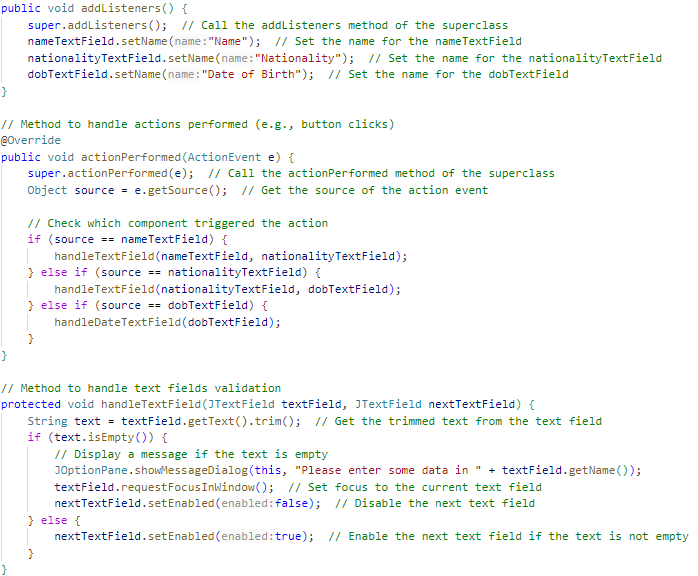 public void addListeners() {
    super.addListeners();  // Call the addListeners method of the superclass
    nameTextField.setName(name:"Name");  // Set the name for the nameTextField
    nationalityTextField.setName(name:"Nationality");  // Set the name for the nationalityTextField
    dobTextField.setName(name:"Date of Birth");  // Set the name for the dobTextField
}

// Method to handle actions performed (e.g., button clicks)
@Override
public void actionPerformed(ActionEvent e) {
    super.actionPerformed(e);  // Call the actionPerformed method of the superclass
    Object source = e.getSource();  // Get the source of the action event

    // Check which component triggered the action
    if (source == nameTextField) {
        handleTextField(nameTextField, nationalityTextField);
    } else if (source == nationalityTextField) {
        handleTextField(nationalityTextField, dobTextField);
    } else if (source == dobTextField) {
        handleDateTextField(dobTextField);
    }
}

// Method to handle text fields validation
protected void handleTextField(JTextField textField, JTextField nextTextField) {
    String text = textField.getText().trim();  // Get the trimmed text from the text field
    if (text.isEmpty()) {
        // Display a message if the text is empty
        JOptionPane.showMessageDialog(this, "Please enter some data in " + textField.getName());
        textField.requestFocusInWindow();  // Set focus to the current text field
        nextTextField.setEnabled(enabled:false);  // Disable the next text field
    } else {
        nextTextField.setEnabled(enabled:true);  // Enable the next text field if the text is not empty
    }
}